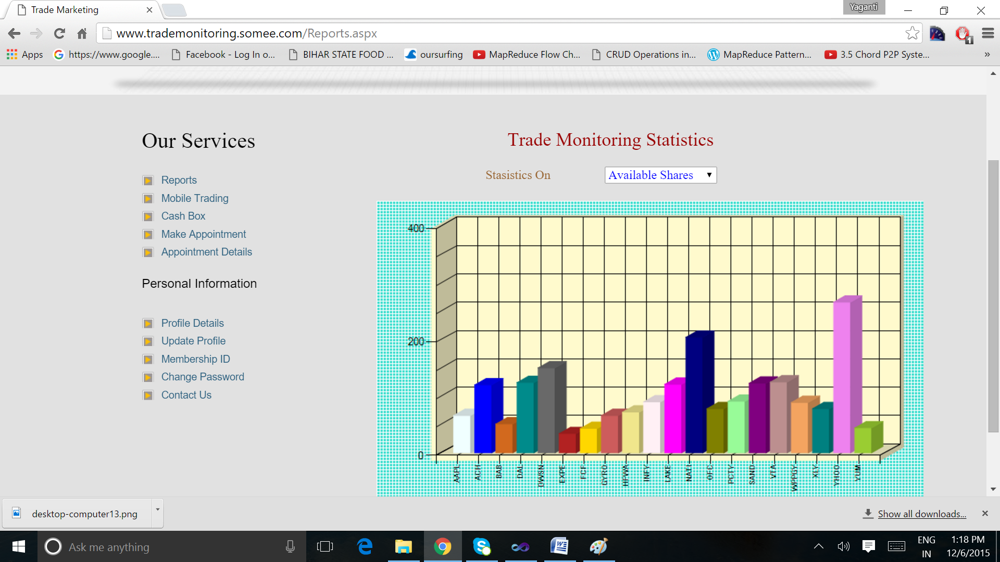 Trade Marketing
Yaganti
www.trademonitoring.somee.com/Reports.aspx
1
Apps
https://www.google....
Facebook - Log In o...
BIHAR STATE FOOD ...
oursurfing
MapReduce Flow Ch...
CRUD Operations in...
MapReduce Pattern...
3.5 Chord P2P Syste...
»
Our Services
Reports
Mobile Trading
Cash Box
Make Appointment
Appointment Details
Personal Information
Profile Details
Update Profile
Membership ID
Change Password
Contact Us
Trade Monitoring Statistics
Stasistics On
Available Shares
400
200
0
AAPL
ACH
BAB
DAL
DWSN
EXPE
FCF
GYRO
HFWA
INFY
LAKE
NATI
OFC
PCTY
SAND
VTA
WPPGY
XLY
YHOO
YUM
desktop-computer13.png
Show all downloads...
Ask me anything
ENG
IN
1:18 PM
12/6/2015